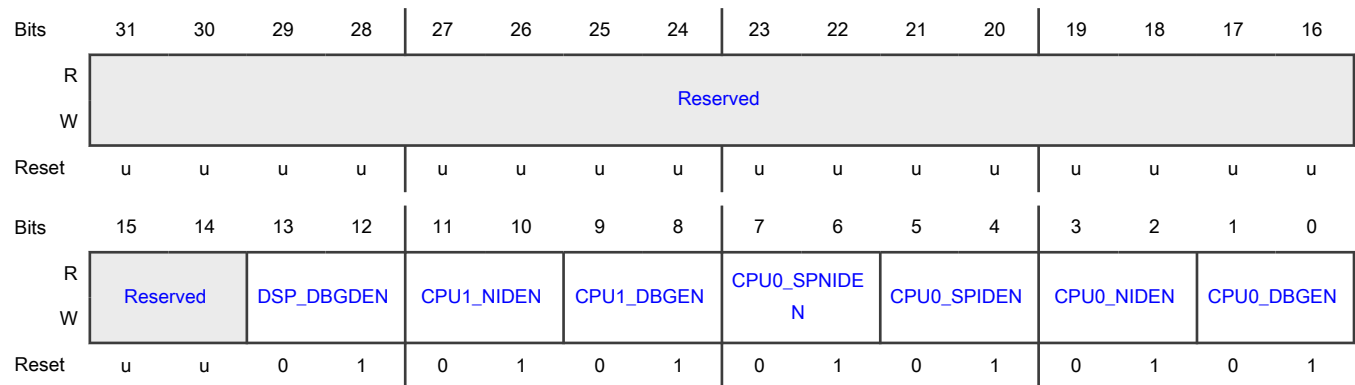 Bits 31 30 29 28 27 26 25 24 23 22 21 20 19 18 17 16
R
Reserved
W
Reset u u u u u u u u u u u u u u u u
Bits 15 14 13 12 11 10 9 8 7 6 5 4 3 2 1 0
R
W
Reserved DSP_DBGDEN CPU1_NIDEN CPU1_DBGEN CPU0_SPNIDE
N CPU0_SPIDEN CPU0_NIDEN CPU0_DBGEN
Reset u u 0 1 0 1 0 1 0 1 0 1 0 1 0 1